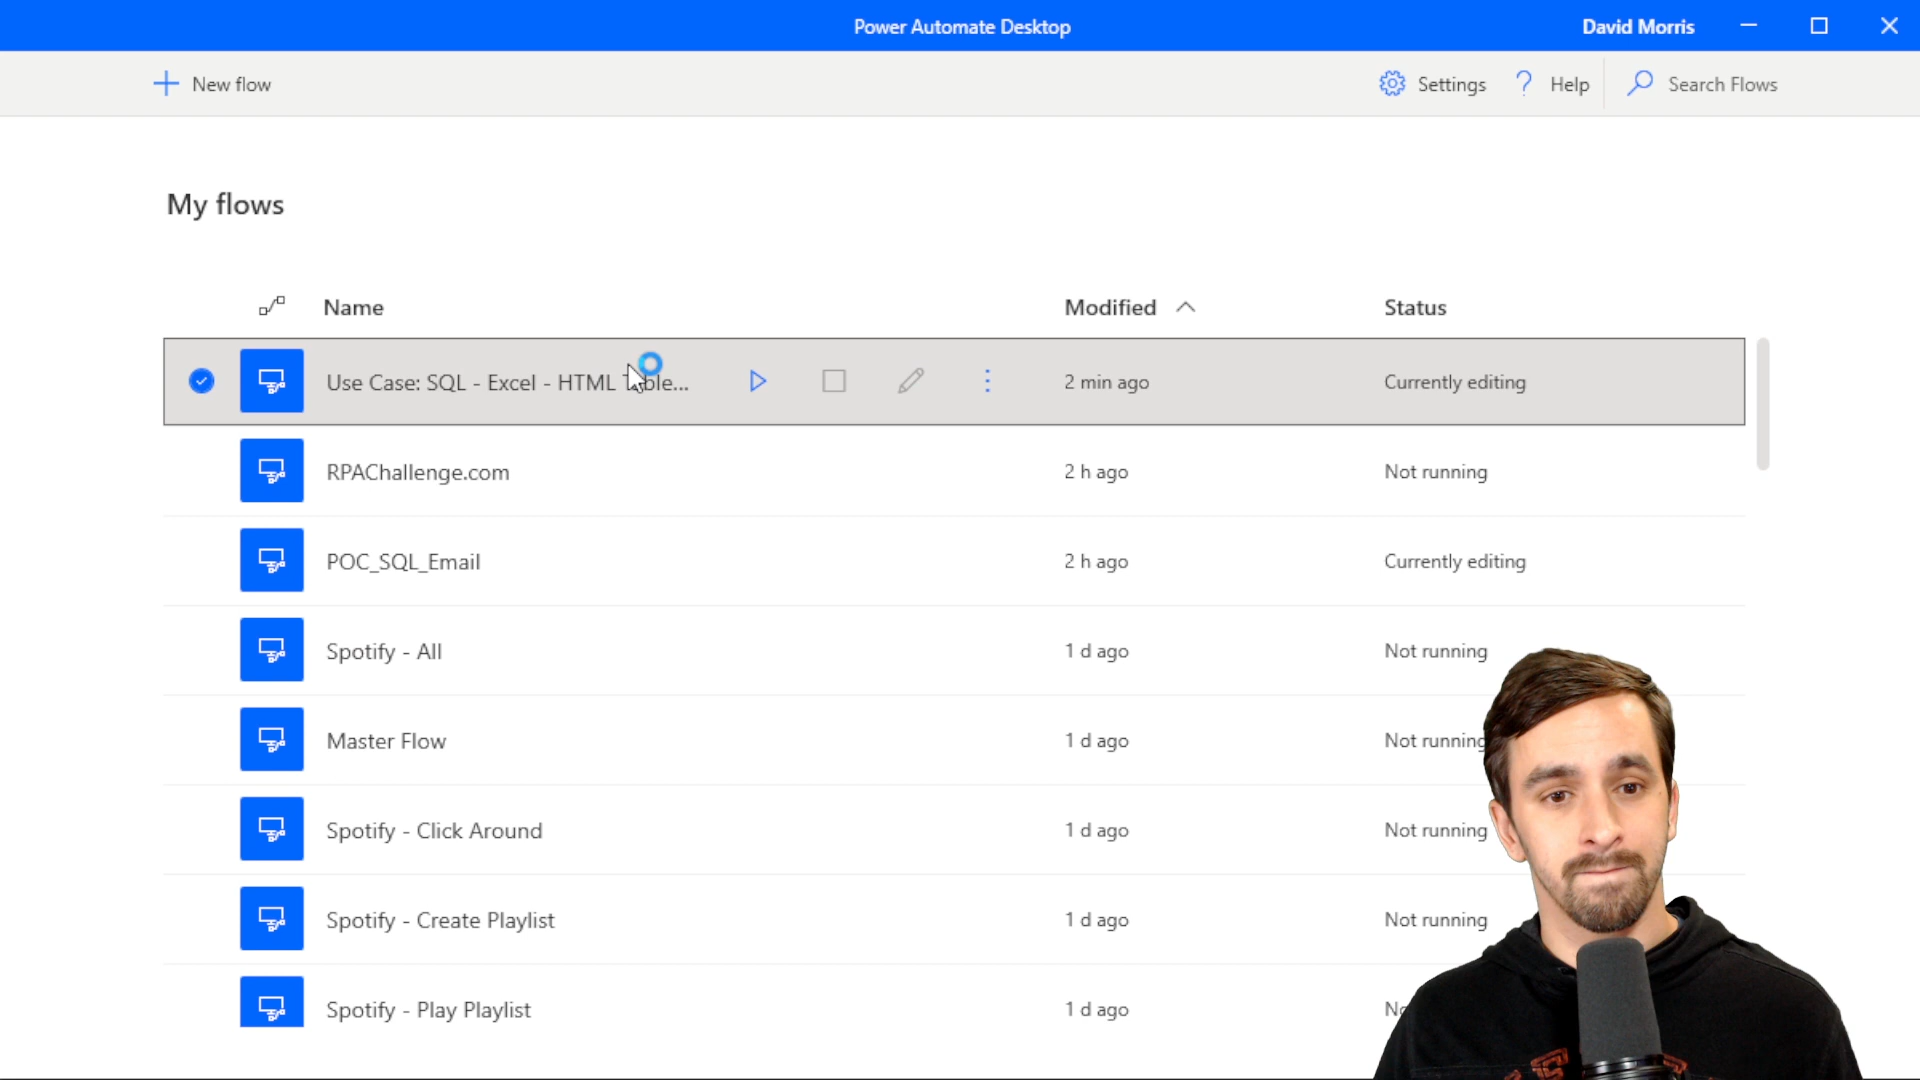 Power Automate Desktop
David Morris
New flow
Settings
Help
Search Flows
My flows
Name Modified Status
Use Case: SQL - Excel - HTML 2 min ago Currently editing
RPAChallenge.com 2 h ago Not running
POC_SQL_Email 2 h ago Currently editing
Spotify - All 1 d ago Not running
Master Flow 1 d ago Not running
Spotify - Click Around 1 d ago Not running
Spotify - Create Playlist 1 d ago Not running
Spotify - Play Playlist 1 d ago